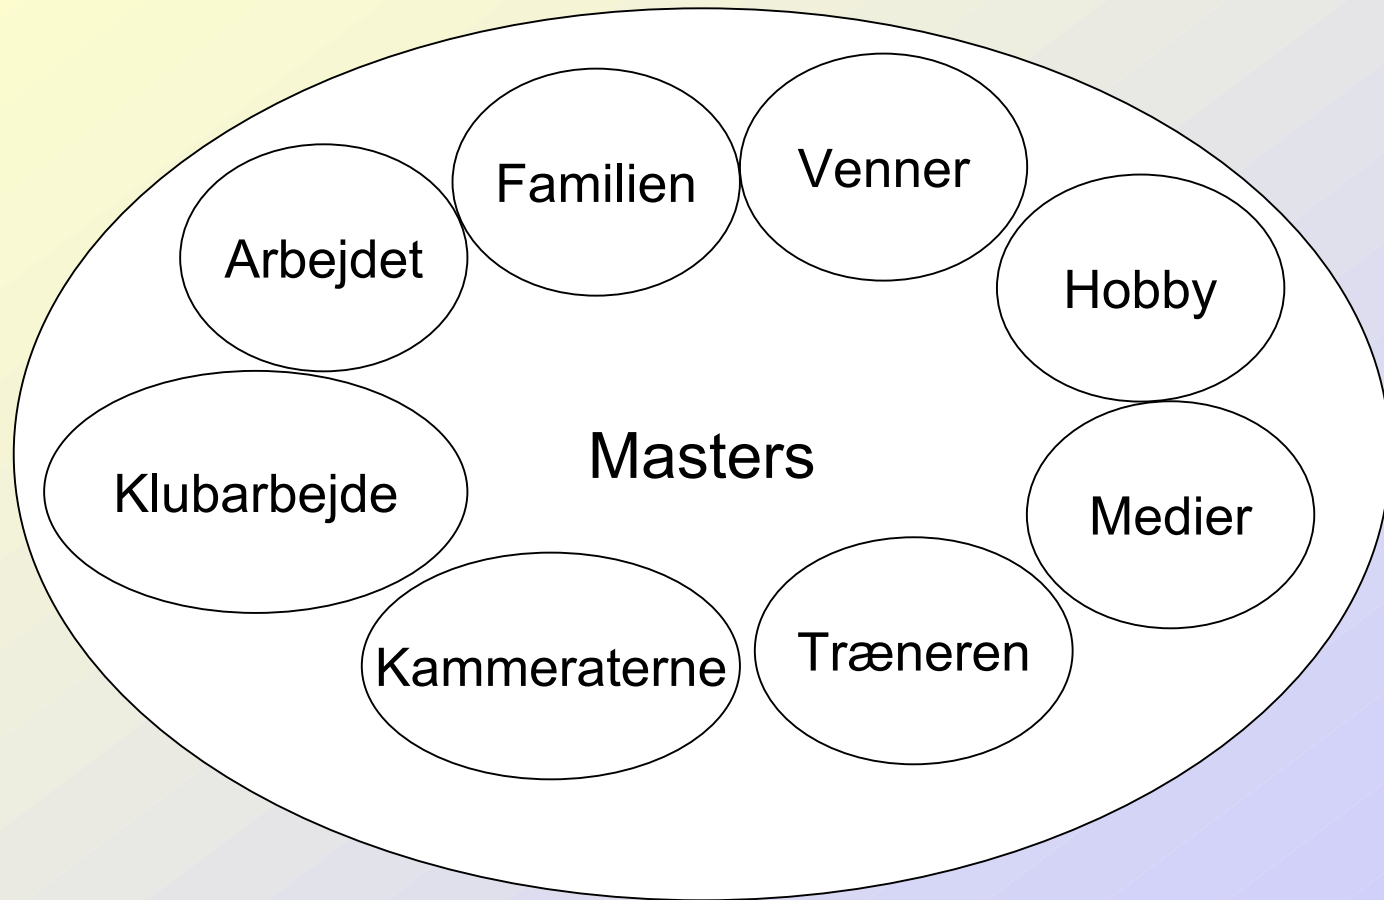 Familien
Venner
Arbejdet
Hobby
Masters
Klubarbejde
Medier
Kammeraterne
Træneren